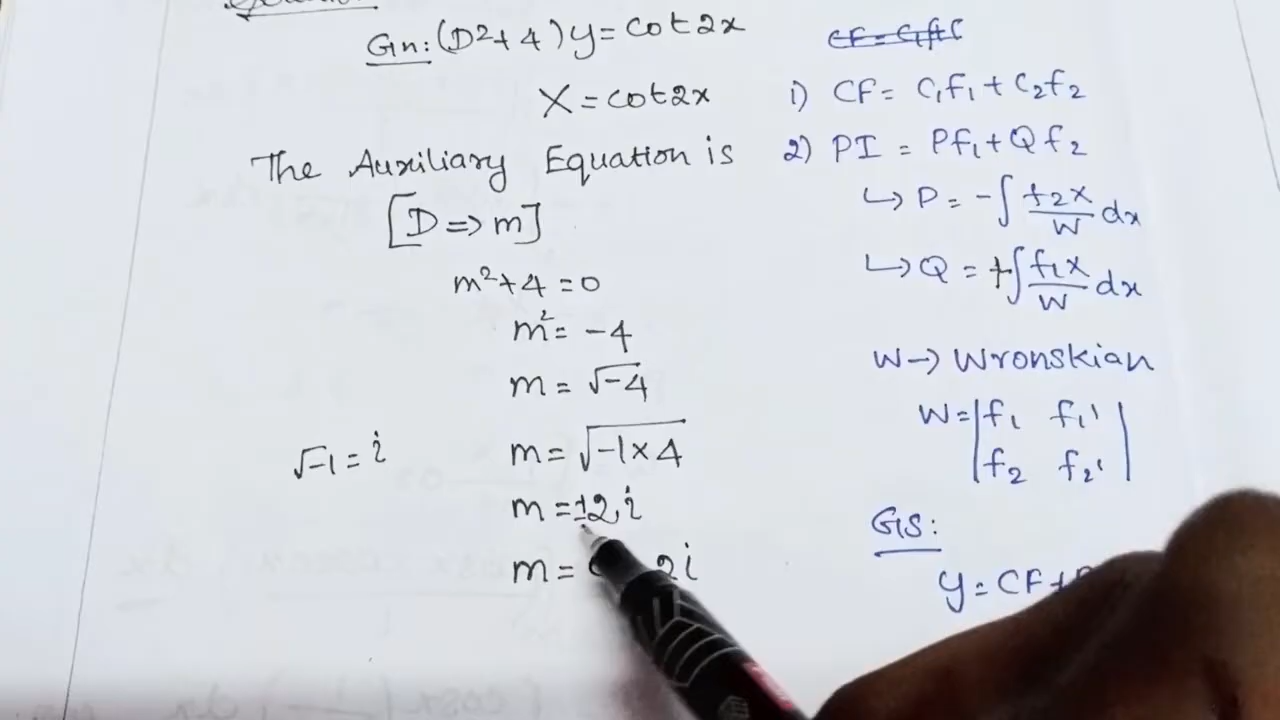 Gn: (D²+4)y = cot2x
X = cot2x
The Auxiliary Equation is
[D => m]
m²+4 = 0
m² = -4
m = √-4
√-1 = i
m = √-1×4
m = ±2i
m = 2i
1) CF = C₁f₁ + C₂f₂
2) PI = Pf₁ + Qf₂
↳ P = -∫ f₂x/W dx
↳ Q = +∫ f₁x/W dx
W → Wronskian
W = |f₁ f₁'|
|f₂ f₂'|
GS:
y = CF +